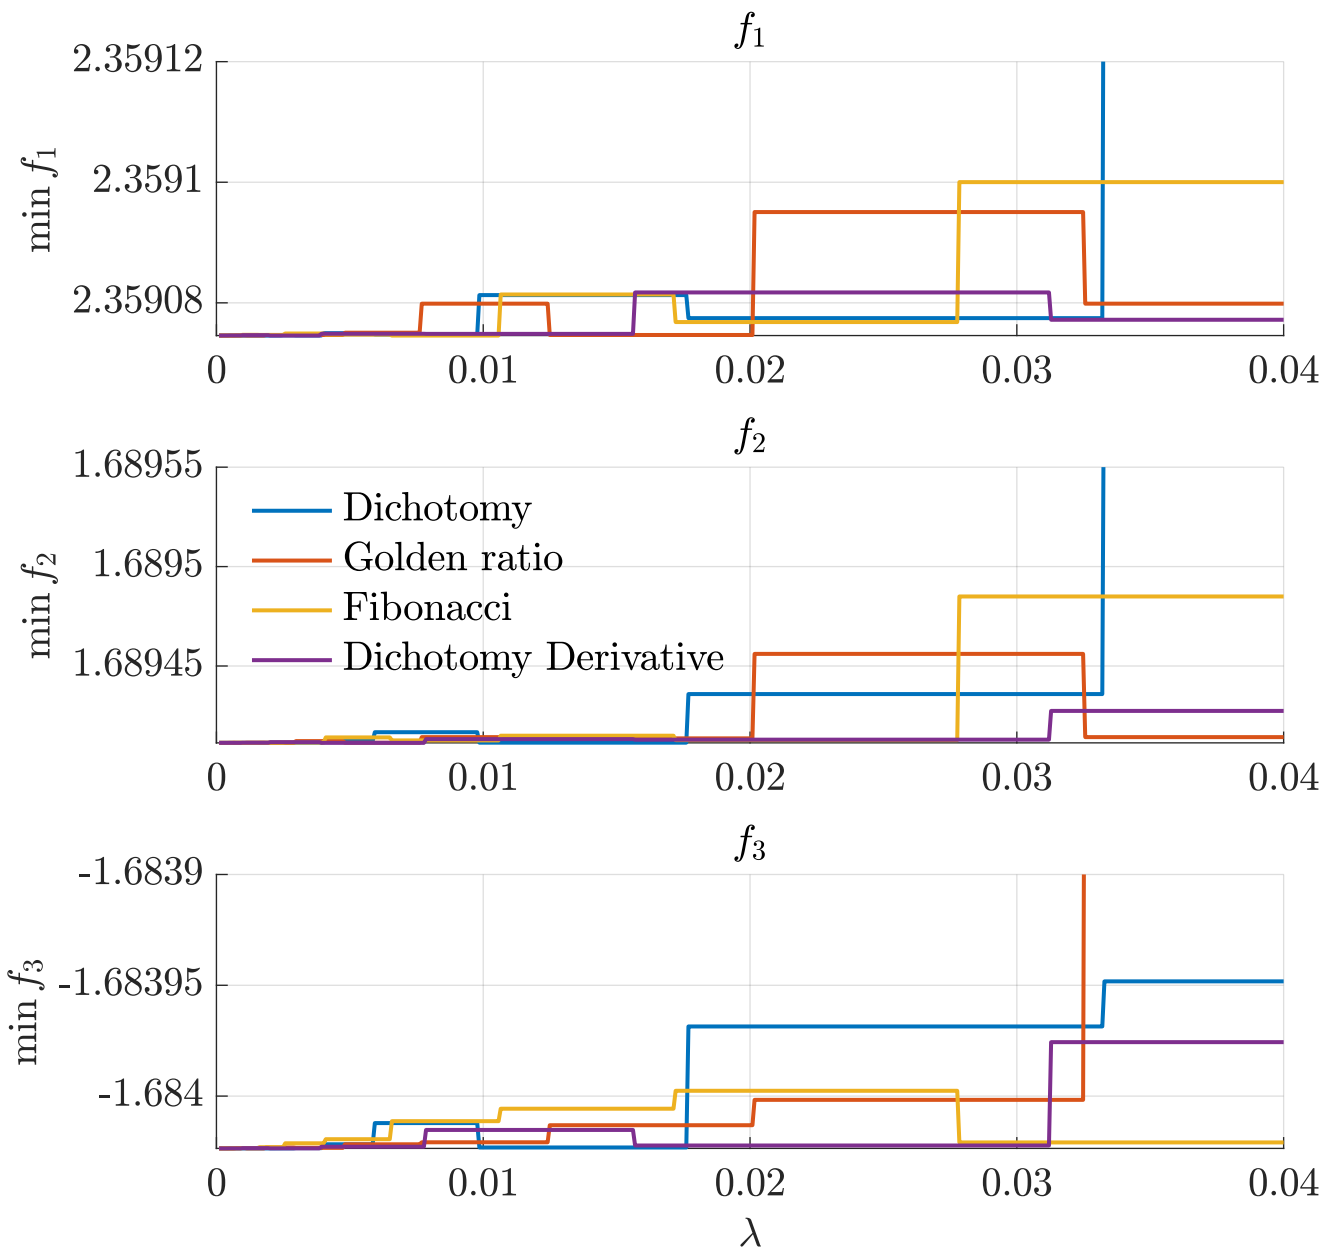 f₁
2.35912
2.3591
2.35908
min f₁
0 0.01 0.02 0.03 0.04
f₂
1.68955
1.6895
1.68945
min f₂
Dichotomy
Golden ratio
Fibonacci
Dichotomy Derivative
0 0.01 0.02 0.03 0.04
f₃
-1.6839
-1.68395
-1.684
min f₃
0 0.01 0.02 0.03 0.04
λ